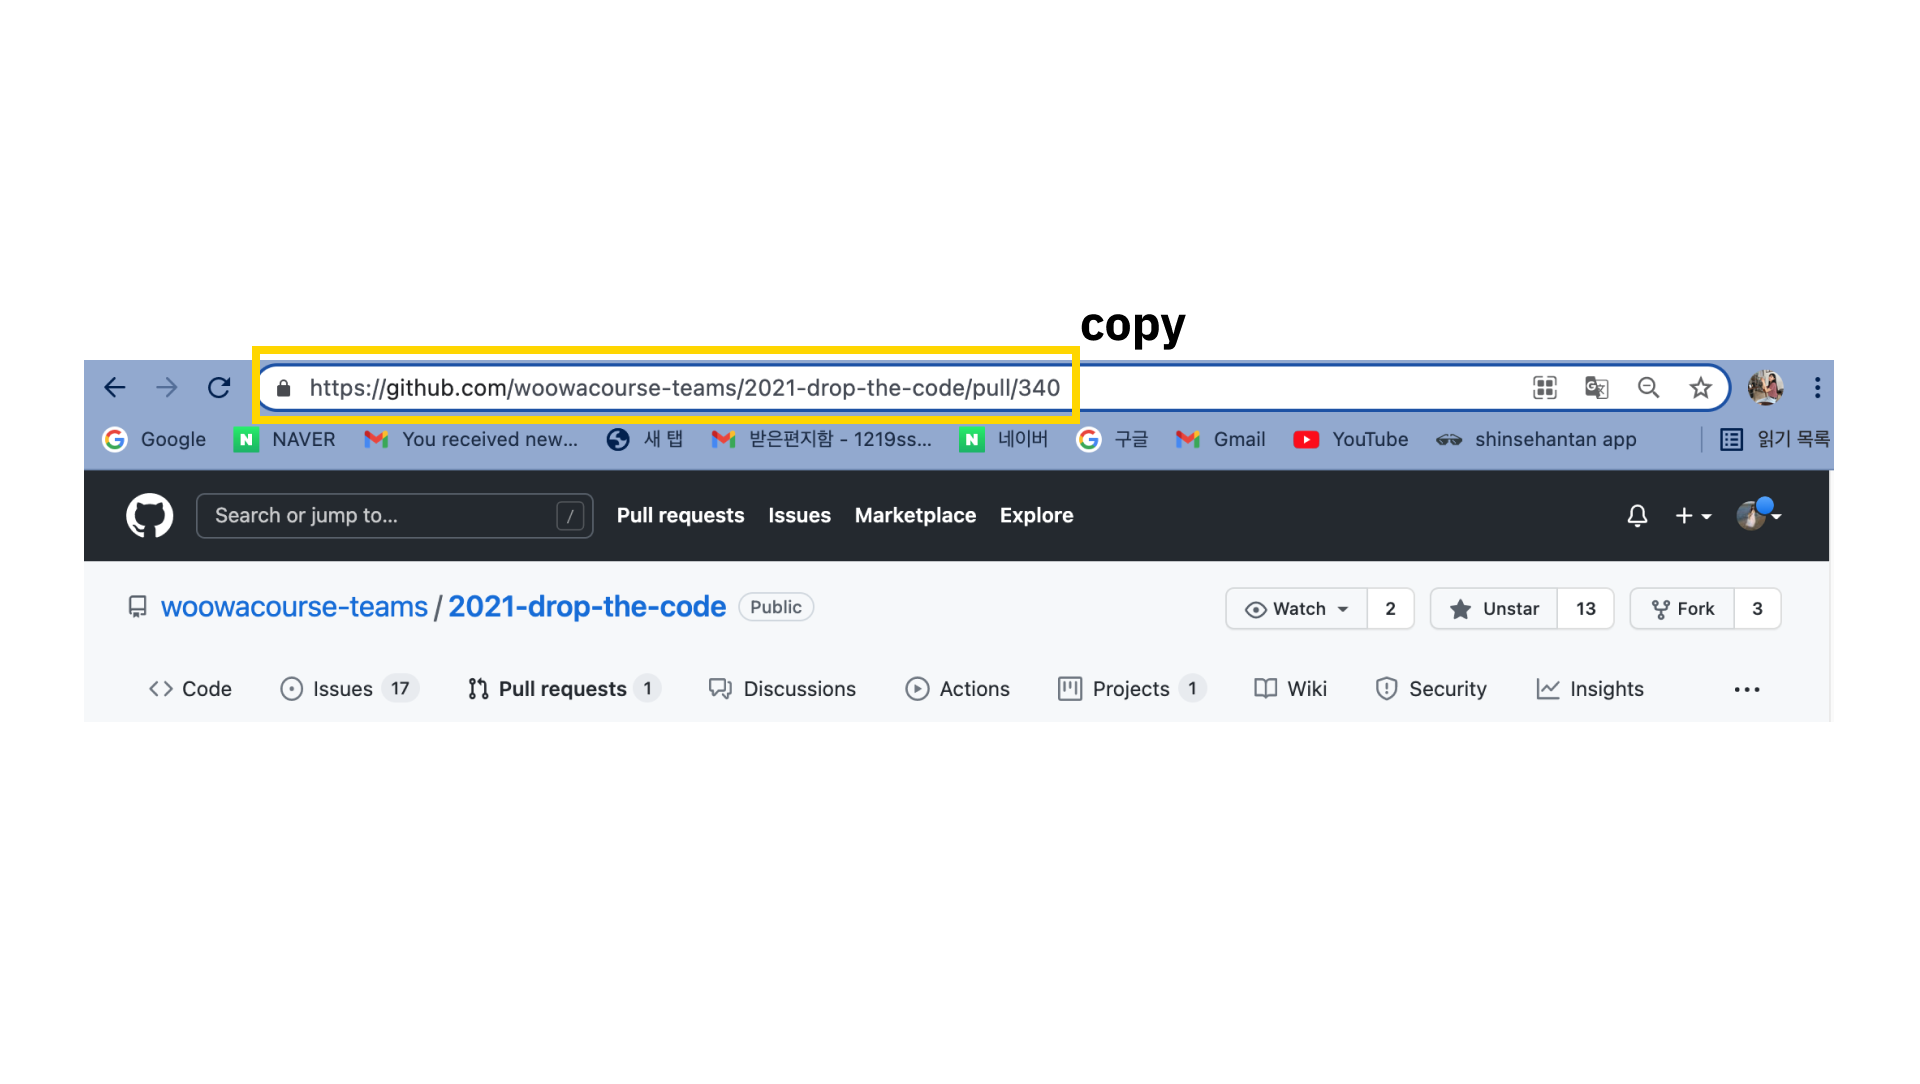 copy
https://github.com/woowacourse-teams/2021-drop-the-code/pull/340
Google NAVER You received new... 새 탭 받은편지함 - 1219ss... 네이버 구글 Gmail YouTube shinsehantan app 읽기 목록
Search or jump to... / Pull requests Issues Marketplace Explore
woowacourse-teams / 2021-drop-the-code Public Watch 2 Unstar 13 Fork 3
Code Issues 17 Pull requests 1 Discussions Actions Projects 1 Wiki Security Insights ...